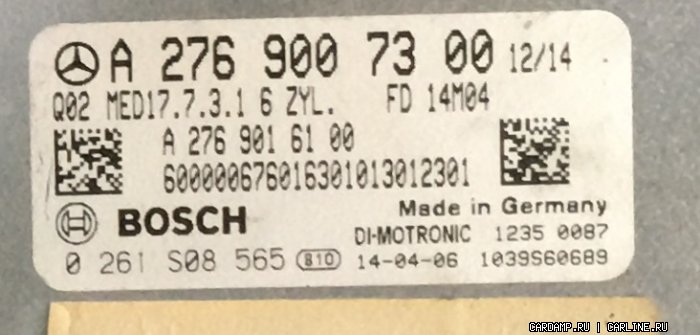 A 276 900 73 00 12/14
Q02 MED17.7.3.1 6 ZYL. FD 14M04
A 276 901 61 00
600000676016301013012301
BOSCH Made in Germany
DI-MOTRONIC 1235 0087
0 261 S08 565 810 14-04-06 1039S60689
CARDAMP.RU | CARLINE.RU